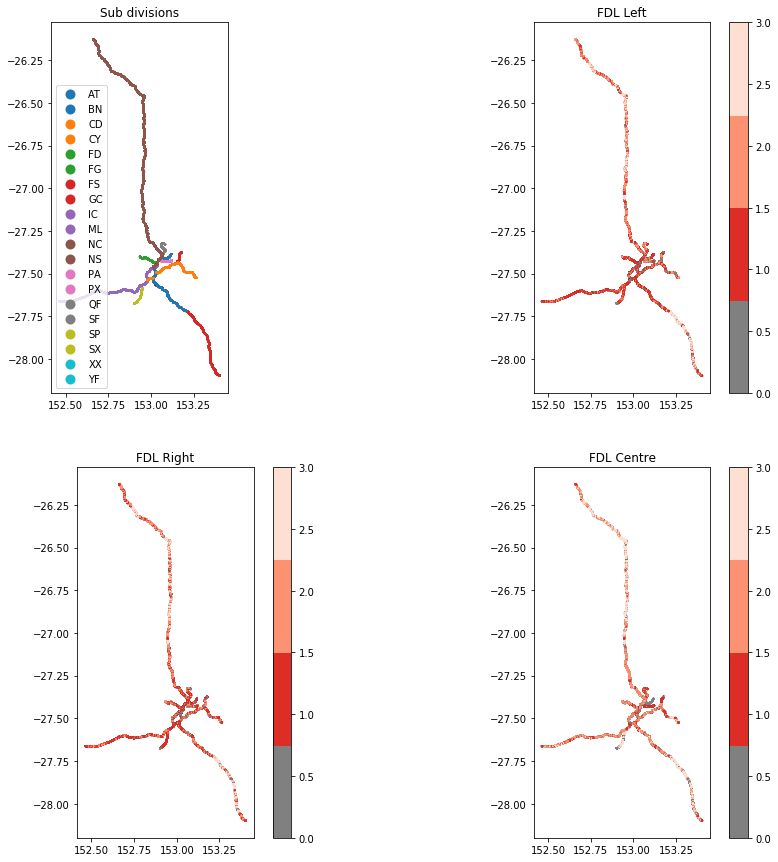 Sub divisions
−26.25
−26.50
−26.75
−27.00
−27.25
−27.50
−27.75
−28.00
AT
BN
CD
CY
FD
FG
FS
GC
IC
ML
NC
NS
PA
PX
QF
SF
SP
SX
XX
YF
152.50 152.75 153.00 153.25
FDL Left
−26.25
−26.50
−26.75
−27.00
−27.25
−27.50
−27.75
−28.00
152.50 152.75 153.00 153.25
3.0
2.5
2.0
1.5
1.0
0.5
0.0
FDL Right
−26.25
−26.50
−26.75
−27.00
−27.25
−27.50
−27.75
−28.00
152.50 152.75 153.00 153.25
3.0
2.5
2.0
1.5
1.0
0.5
0.0
FDL Centre
−26.25
−26.50
−26.75
−27.00
−27.25
−27.50
−27.75
−28.00
152.50 152.75 153.00 153.25
3.0
2.5
2.0
1.5
1.0
0.5
0.0